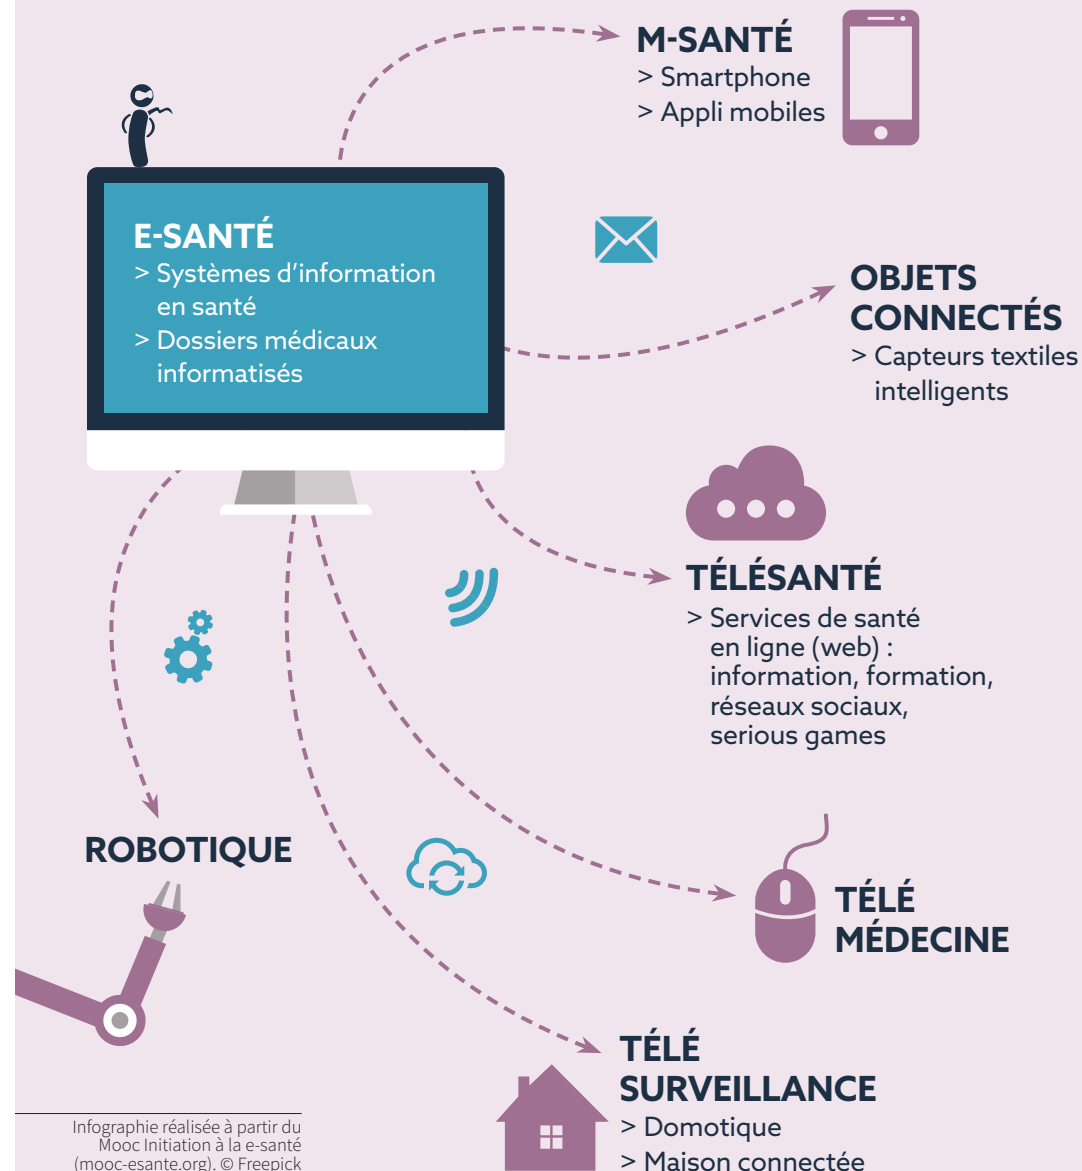 M-SANTÉ
> Smartphone
> Appli mobiles
E-SANTÉ
> Systèmes d’information
en santé
> Dossiers médicaux
informatisés
OBJETS
CONNECTÉS
> Capteurs textiles
intelligents
TÉLÉSANTÉ
> Services de santé
en ligne (web) :
information, formation,
réseaux sociaux,
serious games
ROBOTIQUE
TÉLÉ
MÉDECINE
TÉLÉ
SURVEILLANCE
> Domotique
> Maison connectée
Infographie réalisée à partir du
Mooc Initiation à la e-santé
(mooc-esante.org). © Freepick